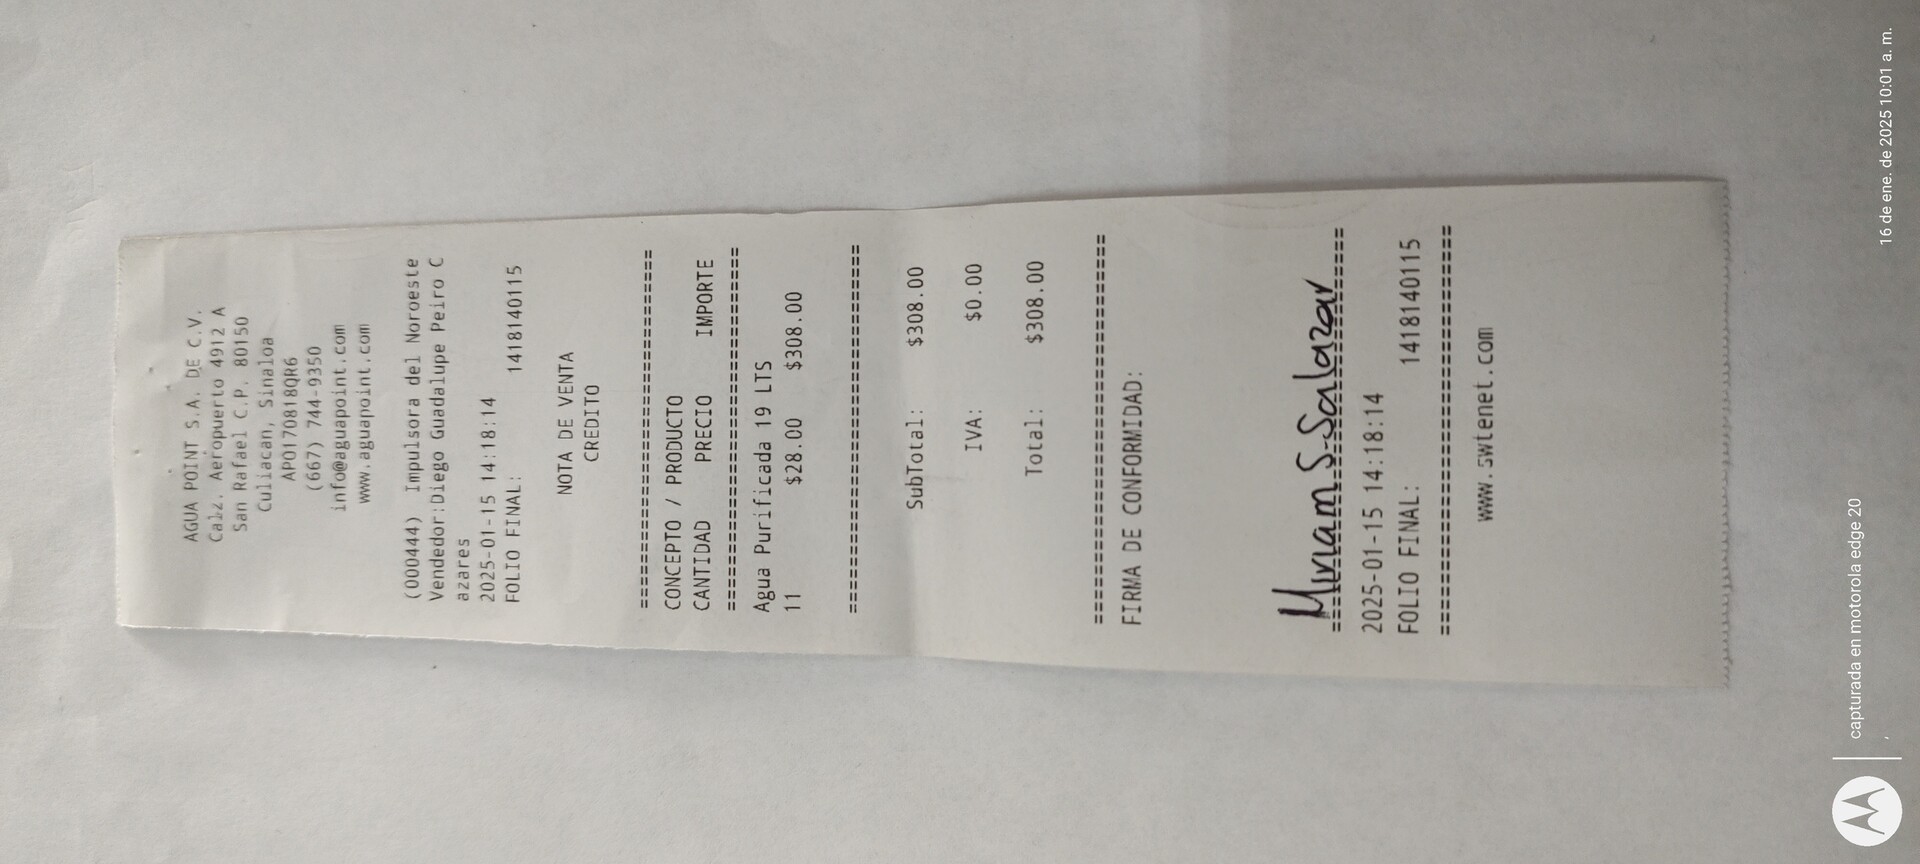 AGUA POINT S.A. DE C.V.
Calz. Aeropuerto 4912 A
San Rafael C.P. 80150
Culiacan, Sinaloa
APO170818QR6
(667) 744-9350
info@aguapoint.com
www.aguapoint.com
(000444) Impulsora del Noroeste
Vendedor:Diego Guadalupe Peiro C
azares
2025-01-15 14:18:14
FOLIO FINAL: 1418140115
NOTA DE VENTA
CREDITO
================================
CONCEPTO / PRODUCTO
CANTIDAD PRECIO IMPORTE
================================
Agua Purificada 19 LTS
11 $28.00 $308.00
================================
SubTotal: $308.00
IVA: $0.00
Total: $308.00
================================
FIRMA DE CONFORMIDAD:
Miriam S. Salazar
================================
2025-01-15 14:18:14
FOLIO FINAL: 1418140115
================================
www.swtenet.com
capturada en motorola edge 20
16 de ene. de 2025 10:01 a. m.